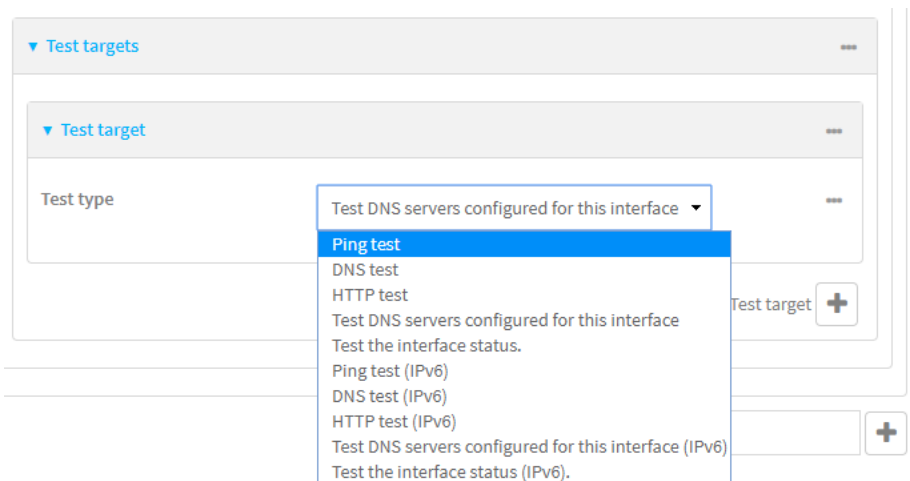 Test targets
Test target
Test type
Test DNS servers configured for this interface
Ping test
DNS test
HTTP test
Test DNS servers configured for this interface
Test the interface status.
Ping test (IPv6)
DNS test (IPv6)
HTTP test (IPv6)
Test DNS servers configured for this interface (IPv6)
Test the interface status (IPv6).
Test target